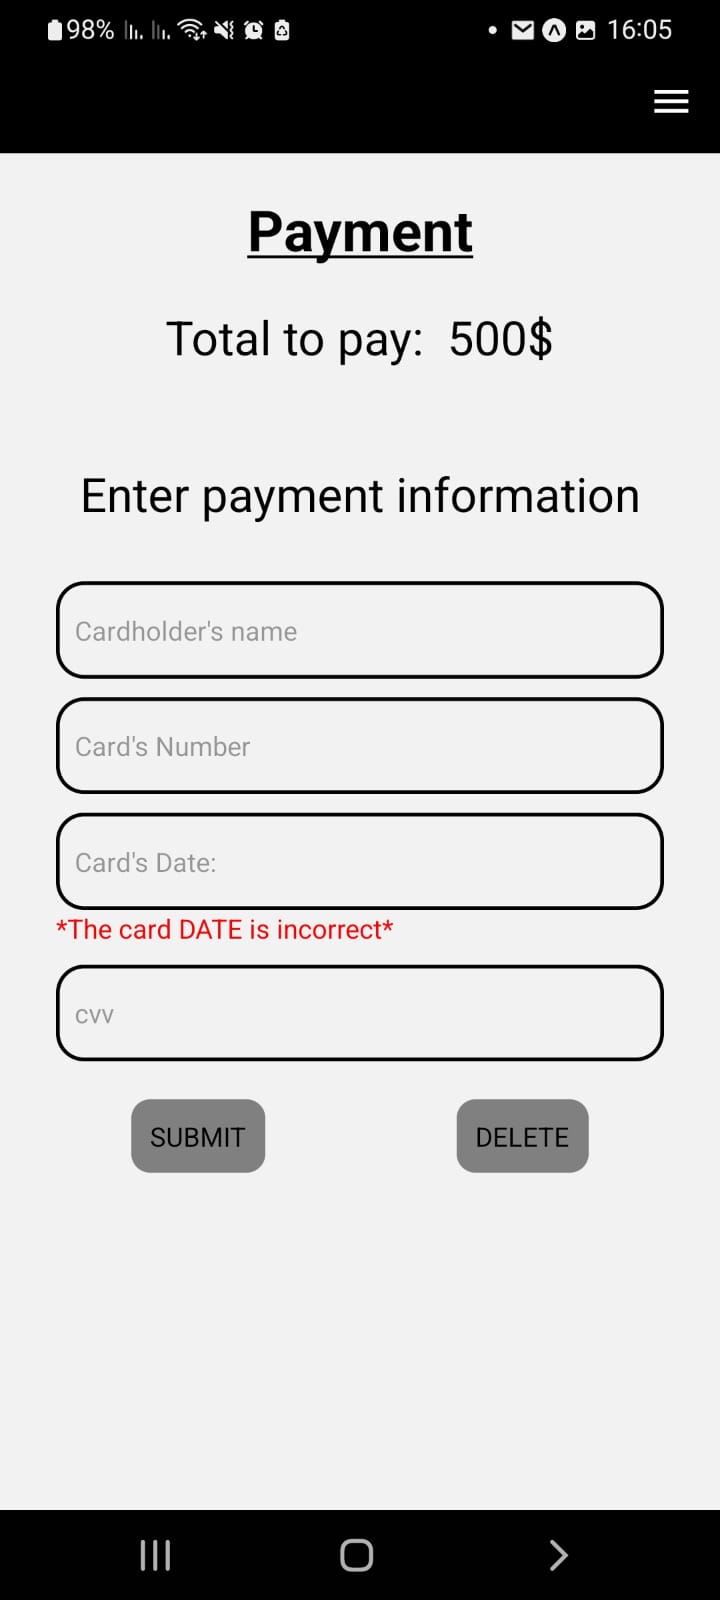 98% 16:05
Payment
Total to pay: 500$
Enter payment information
Cardholder's name
Card's Number
Card's Date:
*The card DATE is incorrect*
cvv
SUBMIT DELETE